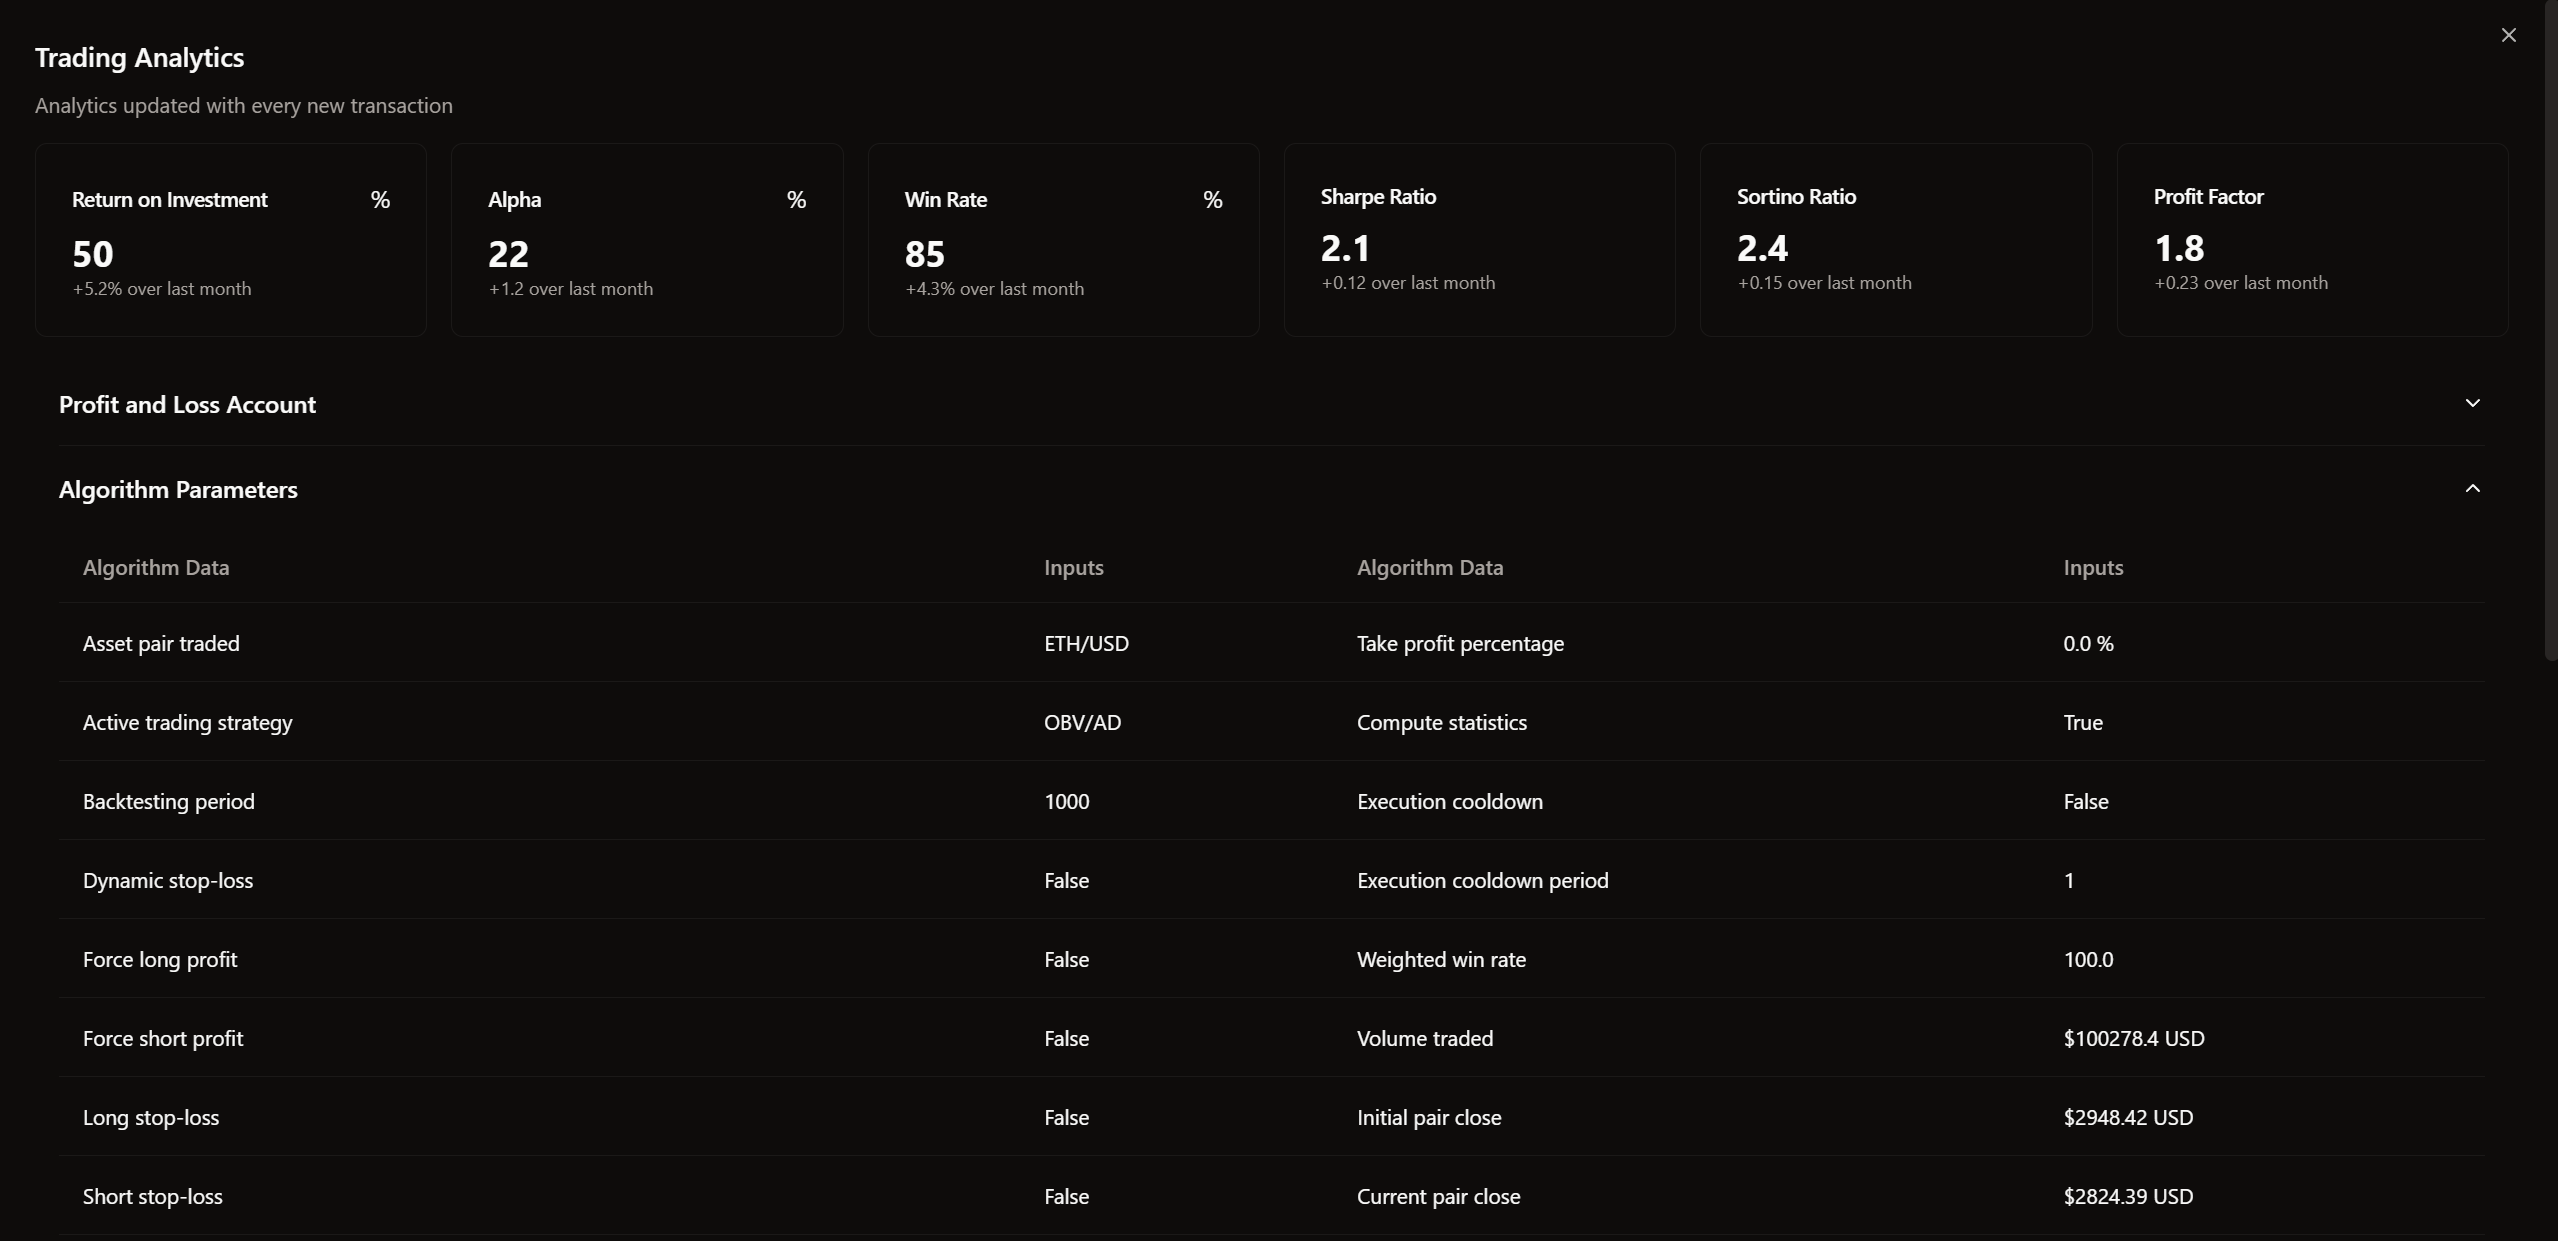 Trading Analytics
Analytics updated with every new transaction
Return on Investment %
50
+5.2% over last month
Alpha %
22
+1.2 over last month
Win Rate %
85
+4.3% over last month
Sharpe Ratio
2.1
+0.12 over last month
Sortino Ratio
2.4
+0.15 over last month
Profit Factor
1.8
+0.23 over last month
Profit and Loss Account
Algorithm Parameters
Algorithm Data Inputs Algorithm Data Inputs
Asset pair traded ETH/USD Take profit percentage 0.0 %
Active trading strategy OBV/AD Compute statistics True
Backtesting period 1000 Execution cooldown False
Dynamic stop-loss False Execution cooldown period 1
Force long profit False Weighted win rate 100.0
Force short profit False Volume traded $100278.4 USD
Long stop-loss False Initial pair close $2948.42 USD
Short stop-loss False Current pair close $2824.39 USD